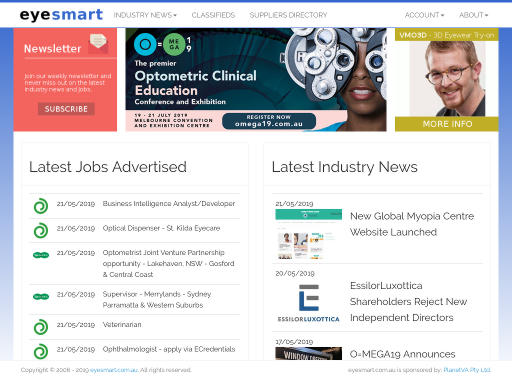 eyesmart
INDUSTRY NEWS
CLASSIFIEDS
SUPPLIERS DIRECTORY
ACCOUNT
ABOUT
Newsletter
Join our weekly newsletter and
never miss out on the latest
industry news and jobs.
SUBSCRIBE
O=MEGA19
The premier
Optometric Clinical
Education
Conference and Exhibition
19 - 21 JULY 2019
MELBOURNE CONVENTION
AND EXHIBITION CENTRE
REGISTER NOW
omega19.com.au
VMO3D - 3D Eyewear Try-on
MORE INFO
Latest Jobs Advertised
21/05/2019 Business Intelligence Analyst/Developer
21/05/2019 Optical Dispenser - St. Kilda Eyecare
21/05/2019 Optometrist Joint Venture Partnership
opportunity - Lakehaven, NSW - Gosford
& Central Coast
21/05/2019 Supervisor - Merrylands - Sydney,
Parramatta & Western Suburbs
21/05/2019 Veterinarian
21/05/2019 Ophthalmologist - apply via ECredentials
Latest Industry News
21/05/2019
New Global Myopia Centre
Website Launched
20/05/2019
ESSILORLUXOTTICA
EssilorLuxottica
Shareholders Reject New
Independent Directors
17/05/2019
WINDOW
O=MEGA19 Announces
Copyright © 2008 - 2019 eyesmart.com.au. All rights reserved.
eyesmart.com.au is sponsored by: PlanetVA Pty Ltd.